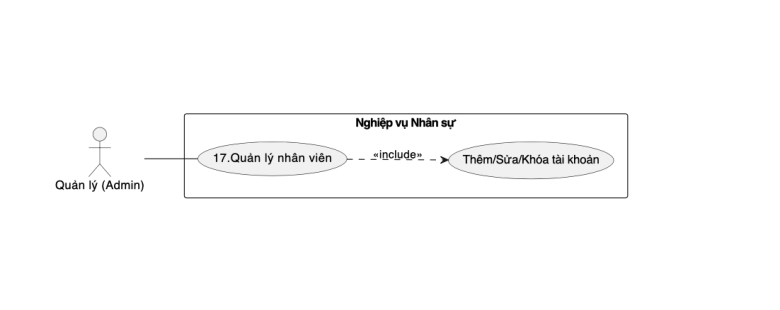 Nghiệp vụ Nhân sự
17.Quản lý nhân viên
«include»
Thêm/Sửa/Khóa tài khoản
Quản lý (Admin)